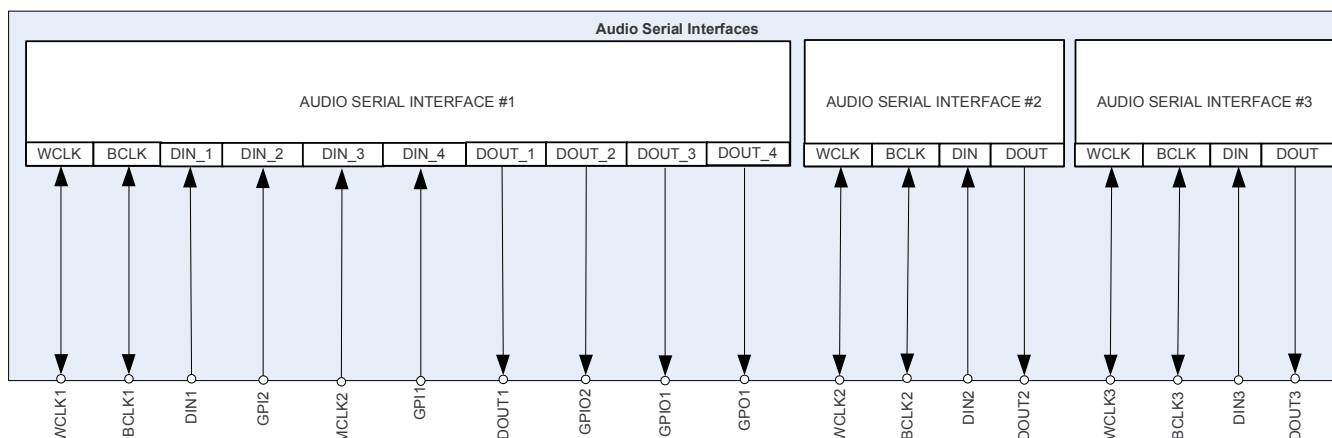 Audio Serial Interfaces
AUDIO SERIAL INTERFACE #1
AUDIO SERIAL INTERFACE #2
AUDIO SERIAL INTERFACE #3
WCLK BCLK DIN_1 DIN_2 DIN_3 DIN_4 DOUT_1 DOUT_2 DOUT_3 DOUT_4
WCLK BCLK DIN DOUT
WCLK BCLK DIN DOUT
WCLK1
BCLK1
DIN1
GPI2
MCLK2
GPI1
DOUT1
GPIO2
GPIO1
GPO1
WCLK2
BCLK2
DIN2
DOUT2
WCLK3
BCLK3
DIN3
DOUT3